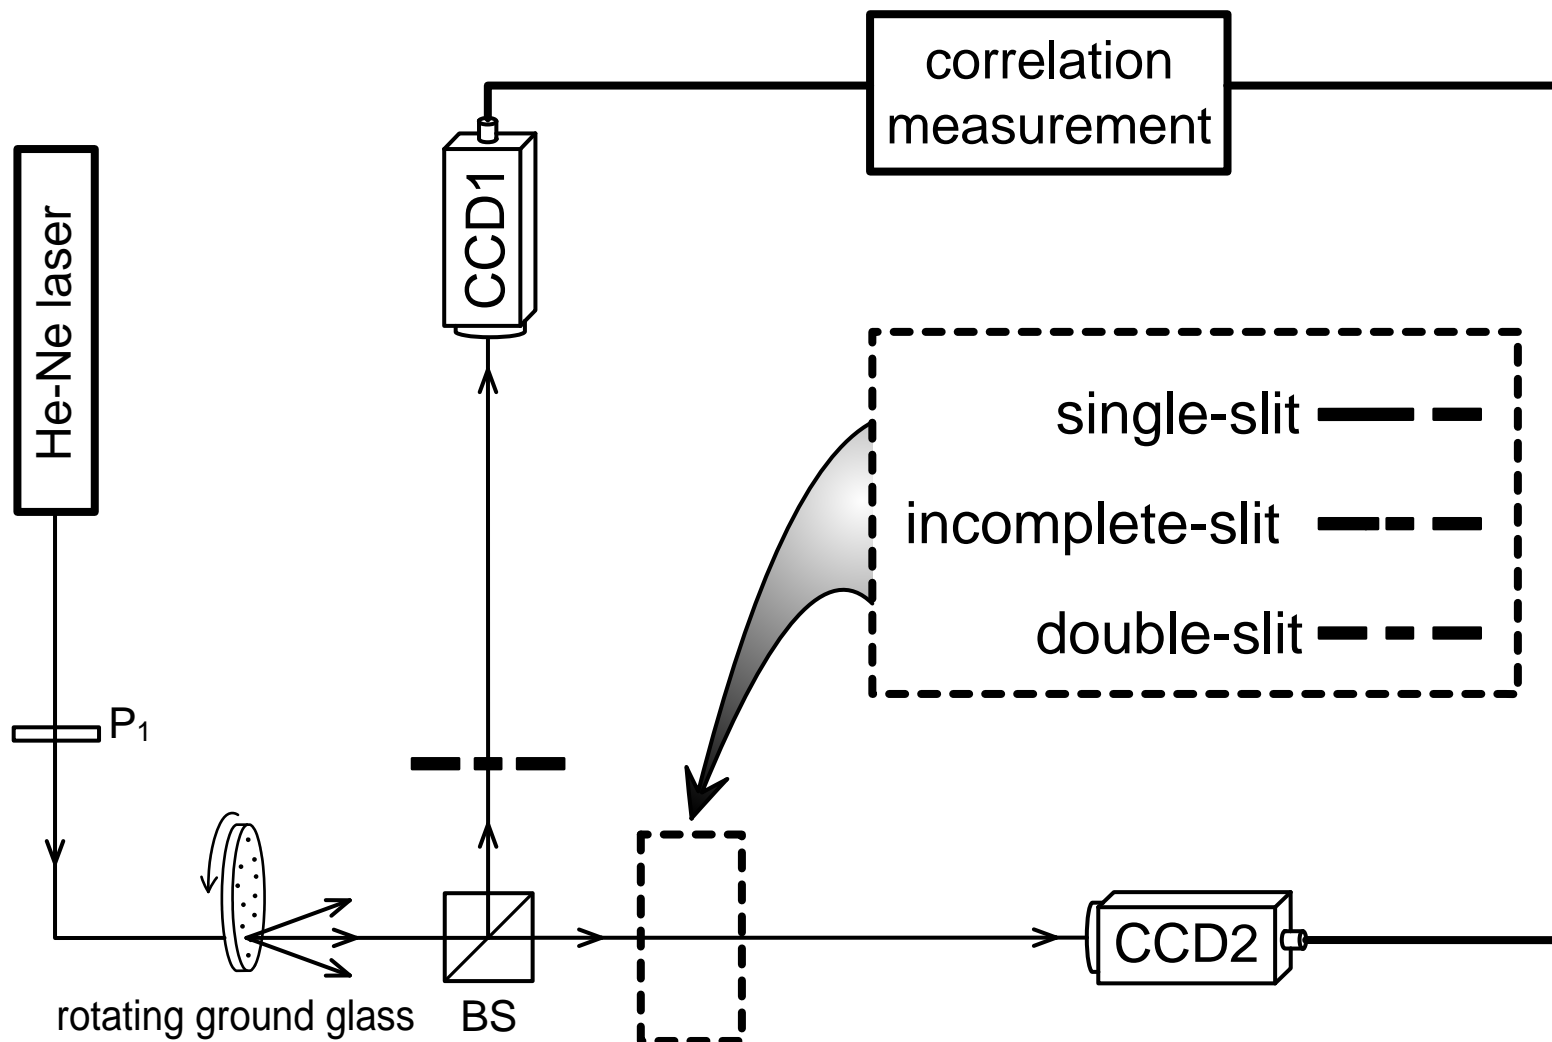 correlation
measurement
He-Ne laser
CCD1
single-slit
incomplete-slit
double-slit
P₁
CCD2
rotating ground glass
BS